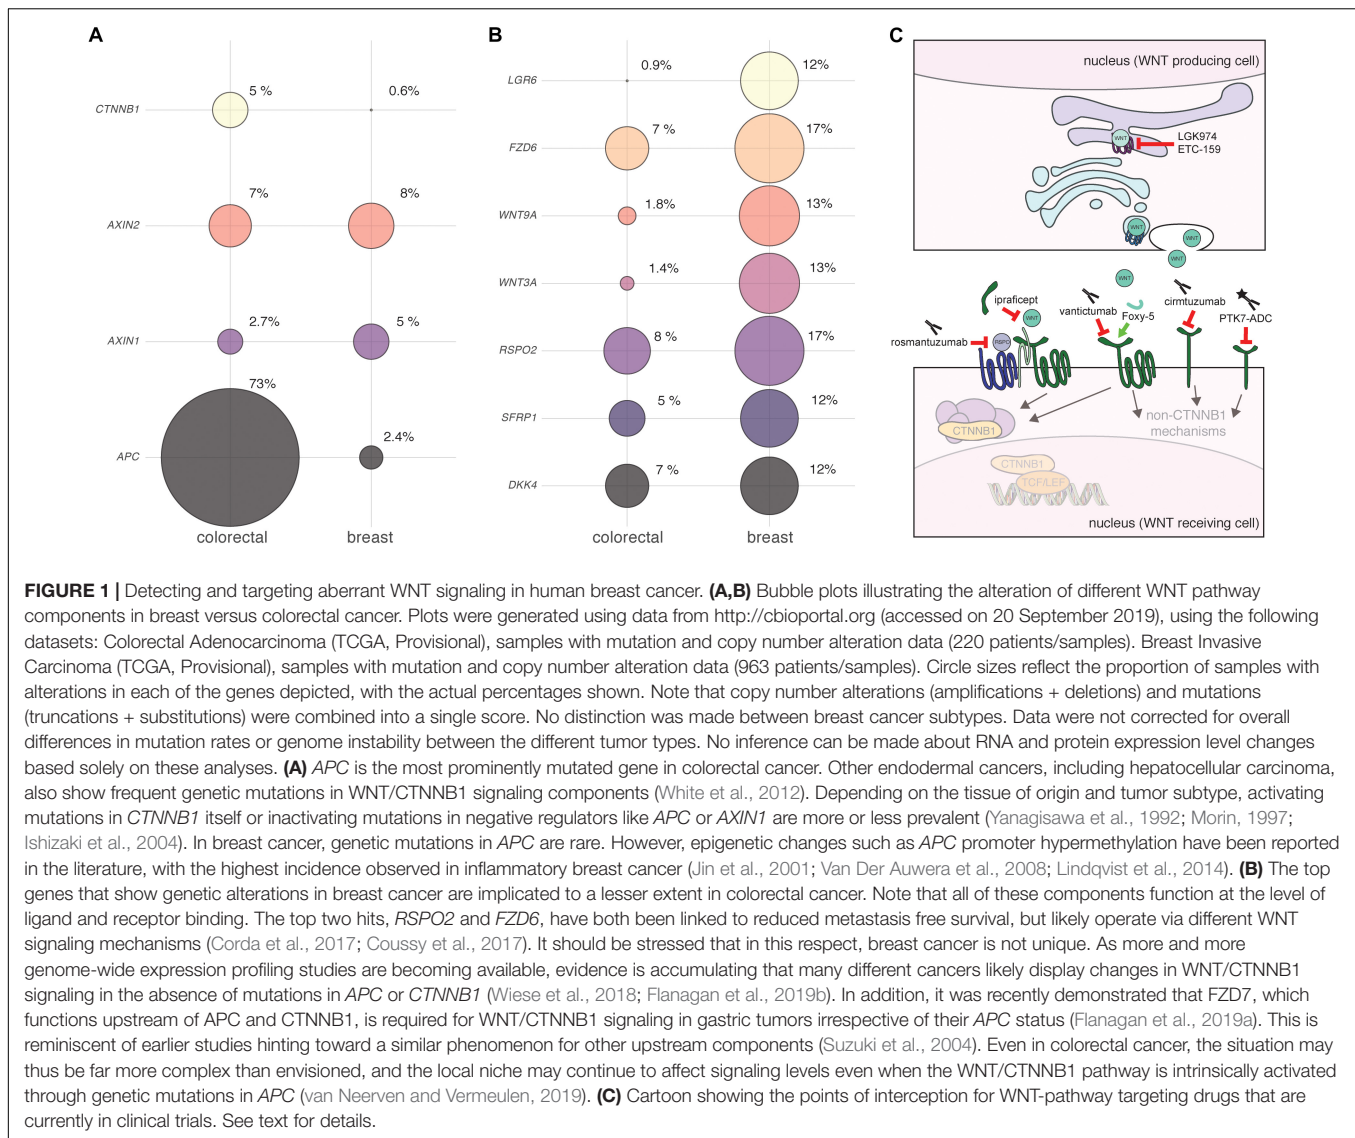 A
CTNNB1
5 %
0.6%
AXIN2
7%
8%
AXIN1
2.7%
5 %
APC
73%
2.4%
colorectal
breast
B
LGR6
0.9%
12%
FZD6
7 %
17%
WNT9A
1.8%
13%
WNT3A
1.4%
13%
RSPO2
8 %
17%
SFRP1
5 %
12%
DKK4
7 %
12%
colorectal
breast
C
nucleus (WNT producing cell)
WNT
LGK974
ETC-159
WNT
WNT
WNT
WNT
ipraficept
WNT
vantictumab
Foxy-5
cirmtuzumab
PTK7-ADC
rosmantuzumab
RSPO
CTNNB1
non-CTNNB1
mechanisms
CTNNB1
TCF/LEF
nucleus (WNT receiving cell)
FIGURE 1 | Detecting and targeting aberrant WNT signaling in human breast cancer. (A,B) Bubble plots illustrating the alteration of different WNT pathway
components in breast versus colorectal cancer. Plots were generated using data from http://cbioportal.org (accessed on 20 September 2019), using the following
datasets: Colorectal Adenocarcinoma (TCGA, Provisional), samples with mutation and copy number alteration data (220 patients/samples). Breast Invasive
Carcinoma (TCGA, Provisional), samples with mutation and copy number alteration data (963 patients/samples). Circle sizes reflect the proportion of samples with
alterations in each of the genes depicted, with the actual percentages shown. Note that copy number alterations (amplifications + deletions) and mutations
(truncations + substitutions) were combined into a single score. No distinction was made between breast cancer subtypes. Data were not corrected for overall
differences in mutation rates or genome instability between the different tumor types. No inference can be made about RNA and protein expression level changes
based solely on these analyses. (A) APC is the most prominently mutated gene in colorectal cancer. Other endodermal cancers, including hepatocellular carcinoma,
also show frequent genetic mutations in WNT/CTNNB1 signaling components (White et al., 2012). Depending on the tissue of origin and tumor subtype, activating
mutations in CTNNB1 itself or inactivating mutations in negative regulators like APC or AXIN1 are more or less prevalent (Yanagisawa et al., 1992; Morin, 1997;
Ishizaki et al., 2004). In breast cancer, genetic mutations in APC are rare. However, epigenetic changes such as APC promoter hypermethylation have been reported
in the literature, with the highest incidence observed in inflammatory breast cancer (Jin et al., 2001; Van Der Auwera et al., 2008; Lindqvist et al., 2014). (B) The top
genes that show genetic alterations in breast cancer are implicated to a lesser extent in colorectal cancer. Note that all of these components function at the level of
ligand and receptor binding. The top two hits, RSPO2 and FZD6, have both been linked to reduced metastasis free survival, but likely operate via different WNT
signaling mechanisms (Corda et al., 2017; Coussy et al., 2017). It should be stressed that in this respect, breast cancer is not unique. As more and more
genome-wide expression profiling studies are becoming available, evidence is accumulating that many different cancers likely display changes in WNT/CTNNB1
signaling in the absence of mutations in APC or CTNNB1 (Wiese et al., 2018; Flanagan et al., 2019b). In addition, it was recently demonstrated that FZD7, which
functions upstream of APC and CTNNB1, is required for WNT/CTNNB1 signaling in gastric tumors irrespective of their APC status (Flanagan et al., 2019a). This is
reminiscent of earlier studies hinting toward a similar phenomenon for other upstream components (Suzuki et al., 2004). Even in colorectal cancer, the situation may
thus be far more complex than envisioned, and the local niche may continue to affect signaling levels even when the WNT/CTNNB1 pathway is intrinsically activated
through genetic mutations in APC (van Neerven and Vermeulen, 2019). (C) Cartoon showing the points of interception for WNT-pathway targeting drugs that are
currently in clinical trials. See text for details.